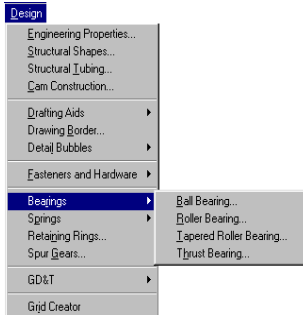 Design
Engineering Properties...
Structural Shapes...
Structural Tubing...
Cam Construction...
Drafting Aids
Drawing Border...
Detail Bubbles
Fasteners and Hardware
Bearings
Springs
Retaining Rings...
Spur Gears...
GD&T
Grid Creator
Ball Bearing...
Roller Bearing...
Tapered Roller Bearing...
Thrust Bearing...